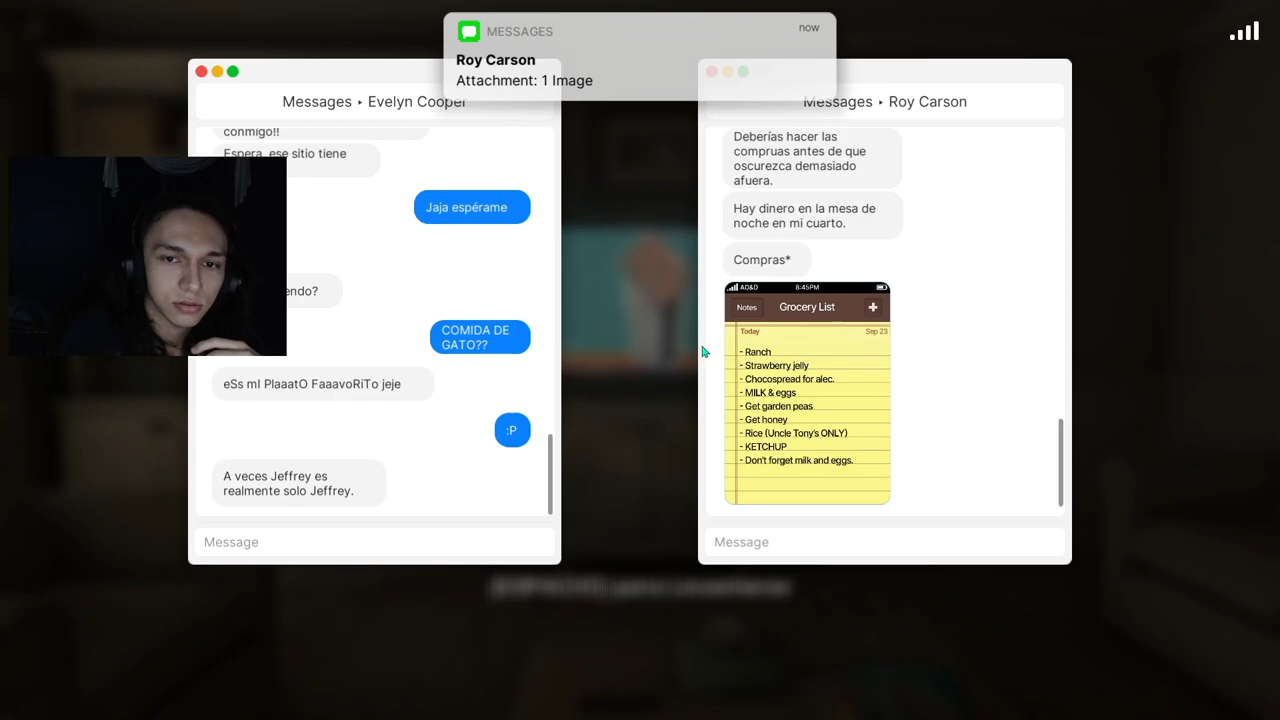 MESSAGES
now
Roy Carson
Attachment: 1 Image
Messages ▸ Evelyn Cooper
conmigo!!
Espera, ese sitio tiene
Jaja espérame
endo?
COMIDA DE
GATO??
eSs mI PlaaatO FaaavoRiTo jeje
:P
A veces Jeffrey es
realmente solo Jeffrey.
Message
Messages ▸ Roy Carson
Deberías hacer las
compruas antes de que
oscurezca demasiado
afuera.
Hay dinero en la mesa de
noche en mi cuarto.
Compras*
AD&D
8:45PM
Notes
Grocery List
Today
Sep 23
- Ranch
- Strawberry jelly
- Chocospread for alec.
- MILK & eggs
- Get garden peas
- Get honey
- Rice (Uncle Tony's ONLY)
- KETCHUP
- Don't forget milk and eggs.
Message